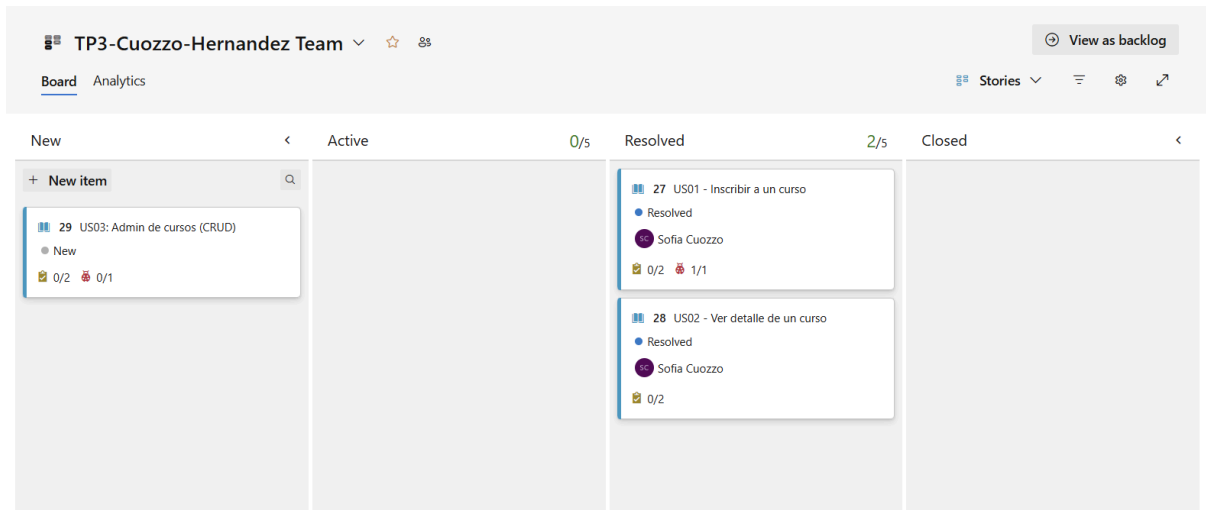 TP3-Cuozzo-Hernandez Team
View as backlog
Board Analytics
Stories
New
Active 0/5
Resolved 2/5
Closed
+ New item
29 US03: Admin de cursos (CRUD)
New
0/2 0/1
27 US01 - Inscribir a un curso
Resolved
SC Sofia Cuozzo
0/2 1/1
28 US02 - Ver detalle de un curso
Resolved
SC Sofia Cuozzo
0/2